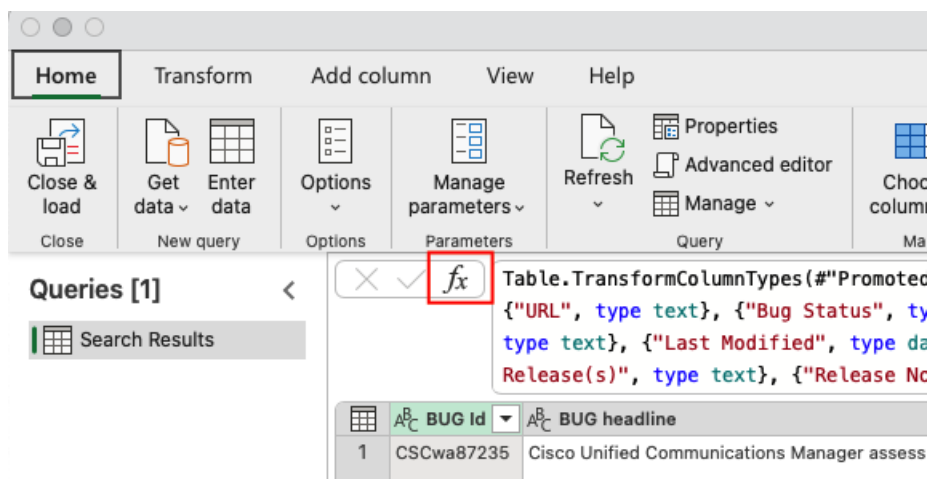 Home Transform Add column View Help
Close & load
Get data
Enter data
Options
Manage parameters
Refresh
Properties
Advanced editor
Manage
Close New query Options Parameters Query
Queries [1]
Search Results
fx
Table.TransformColumnTypes(#"Promoted
{"URL", type text}, {"Bug Status", ty
type text}, {"Last Modified", type da
Release(s)", type text}, {"Release No
ABC BUG Id ABC BUG headline
1 CSCwa87235 Cisco Unified Communications Manager assess